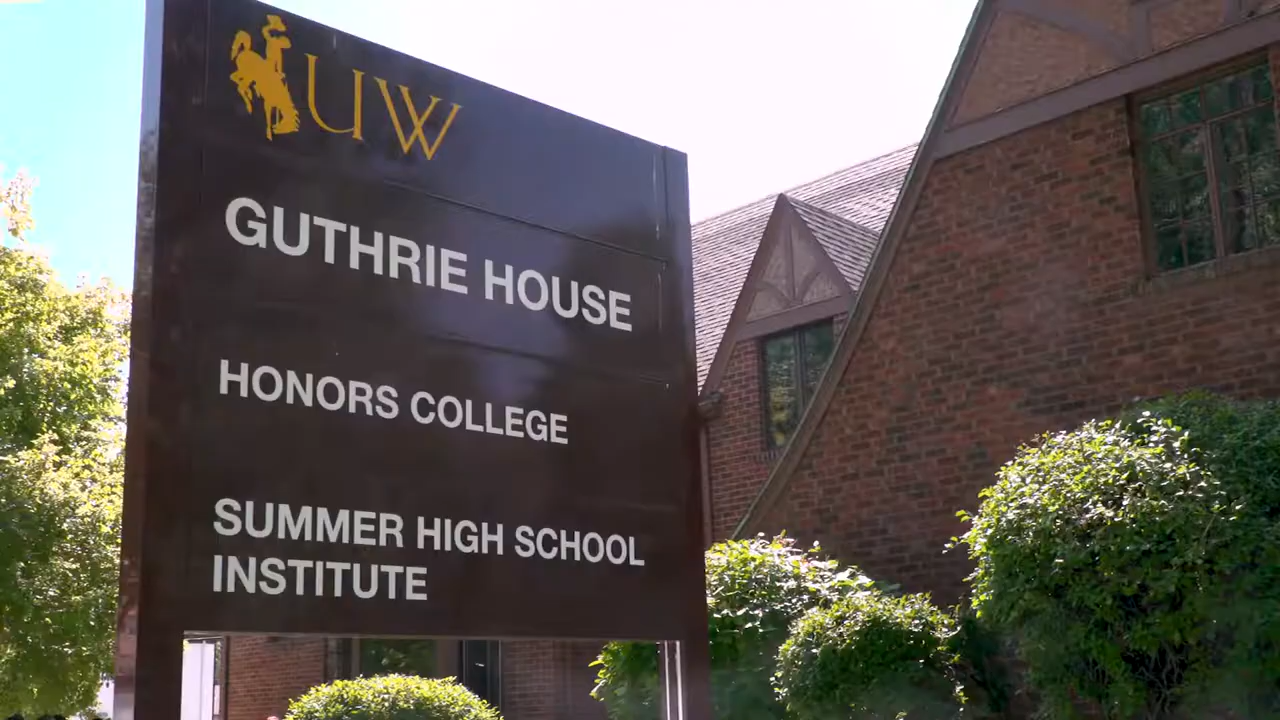 UW
GUTHRIE HOUSE
HONORS COLLEGE
SUMMER HIGH SCHOOL
INSTITUTE